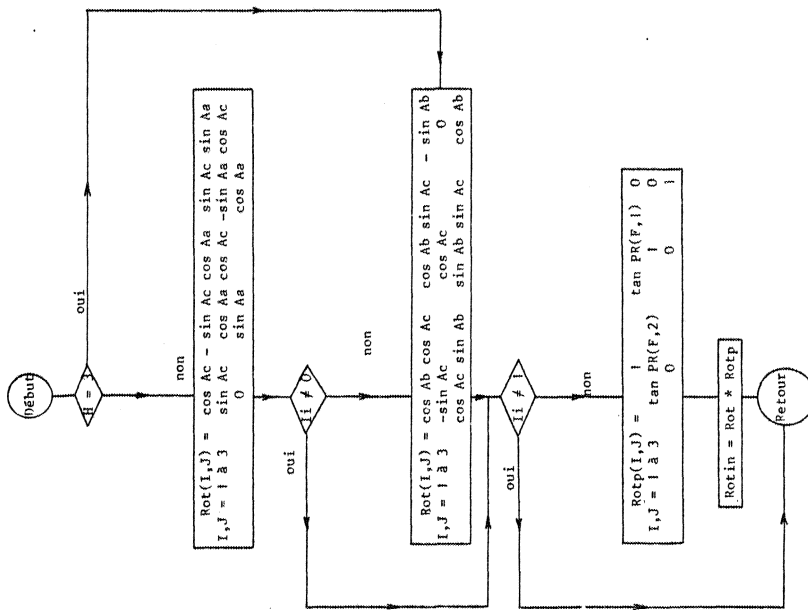 Début
H = 3
oui
non
Rot(I,J) = cos Ac - sin Ac cos Aa sin Ac sin Aa
I,J = 1 à 3 sin Ac cos Aa cos Ac -sin Aa cos Ac
0 sin Aa cos Aa
Ii ≠ 0
oui
non
Rot(I,J) = cos Ab cos Ac cos Ab sin Ac - sin Ab
I,J = 1 à 3 -sin Ac cos Ac 0
cos Ac sin Ab sin Ab sin Ac cos Ab
Ii ≠ 1
oui
non
Rotp(I,J) = 1 tan PR(F,1) 0
I,J = 1 à 3 tan PR(F,2) 1 0
0 0 1
Rotin = Rot * Rotp
Retour